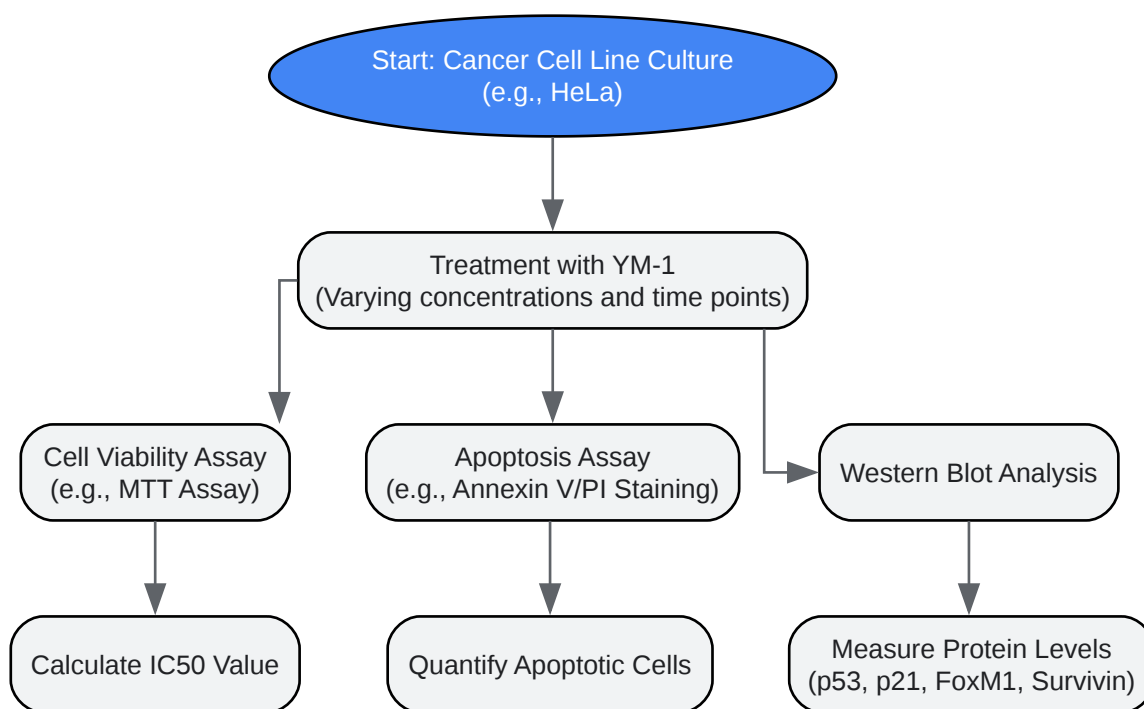 Start: Cancer Cell Line Culture
(e.g., HeLa)
Treatment with YM-1
(Varying concentrations and time points)
Cell Viability Assay
(e.g., MTT Assay)
Apoptosis Assay
(e.g., Annexin V/PI Staining)
Western Blot Analysis
Calculate IC50 Value
Quantify Apoptotic Cells
Measure Protein Levels
(p53, p21, FoxM1, Survivin)